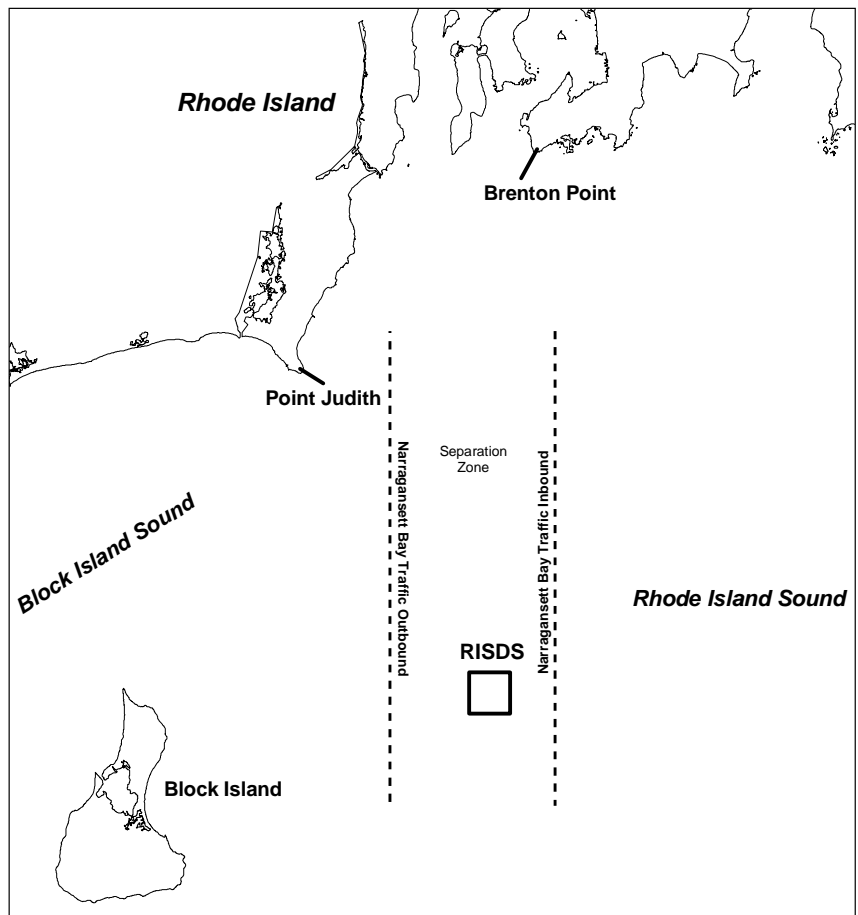 Rhode Island
Brenton Point
Point Judith
Separation
Zone
Narragansett Bay Traffic Outbound
Narragansett Bay Traffic Inbound
Block Island Sound
Rhode Island Sound
RISDS
Block Island